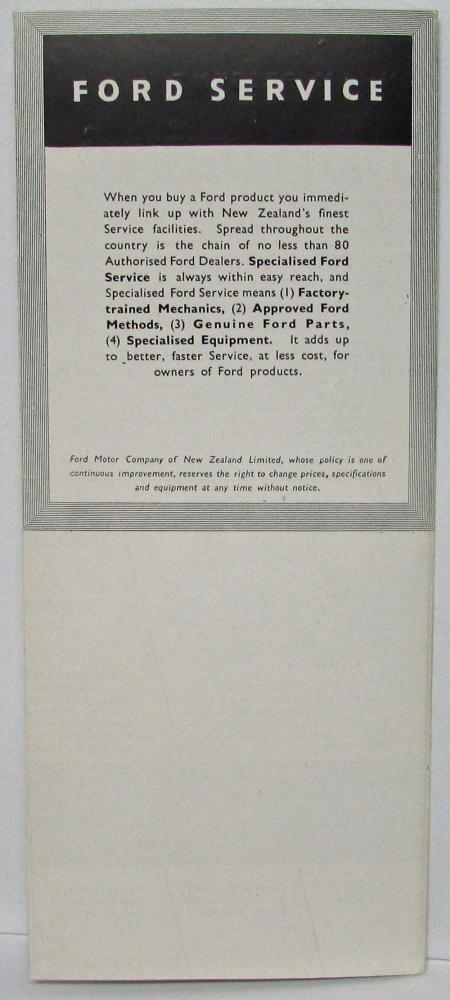 FORD SERVICE
When you buy a Ford product you immedi-
ately link up with New Zealand's finest
Service facilities. Spread throughout the
country is the chain of no less than 80
Authorised Ford Dealers. Specialised Ford
Service is always within easy reach, and
Specialised Ford Service means (1) Factory-
trained Mechanics, (2) Approved Ford
Methods, (3) Genuine Ford Parts,
(4) Specialised Equipment. It adds up
to better, faster Service, at less cost, for
owners of Ford products.
Ford Motor Company of New Zealand Limited, whose policy is one of
continuous improvement, reserves the right to change prices, specifications
and equipment at any time without notice.